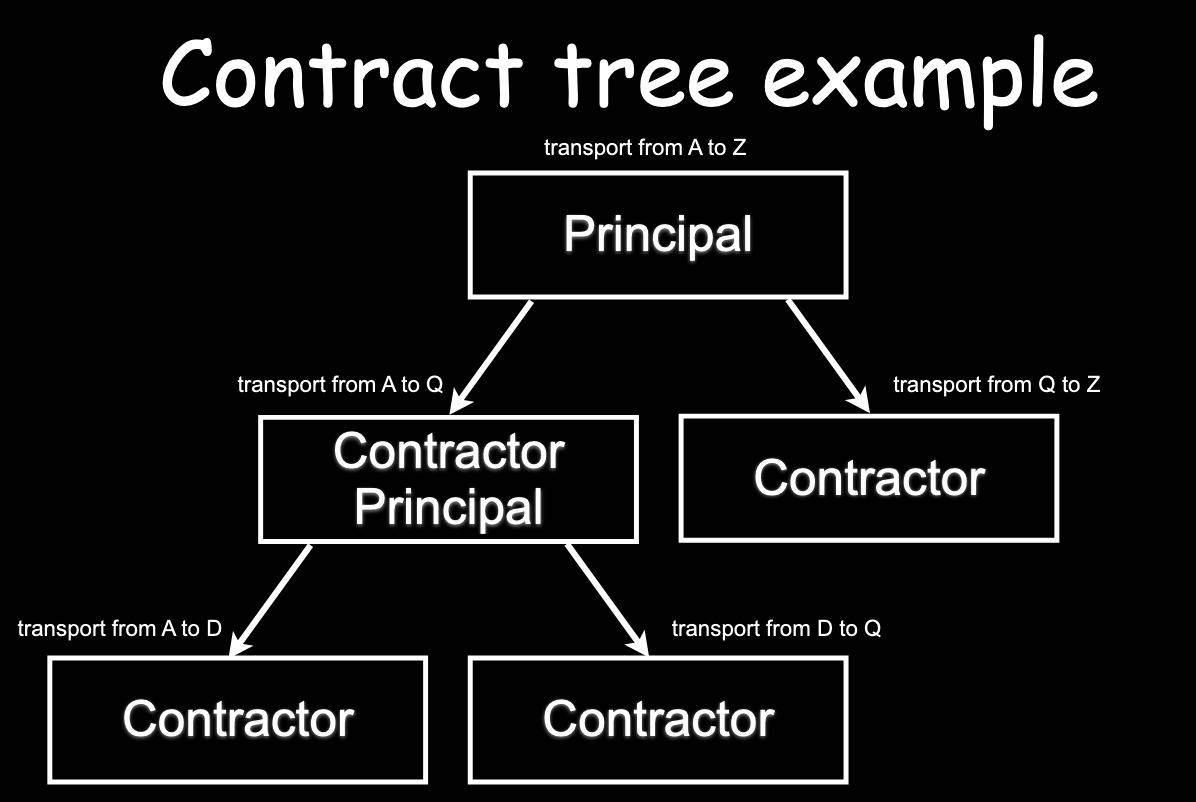 Contract tree example
transport from A to Z
Principal
transport from A to Q
transport from Q to Z
Contractor
Principal
Contractor
transport from A to D
transport from D to Q
Contractor
Contractor